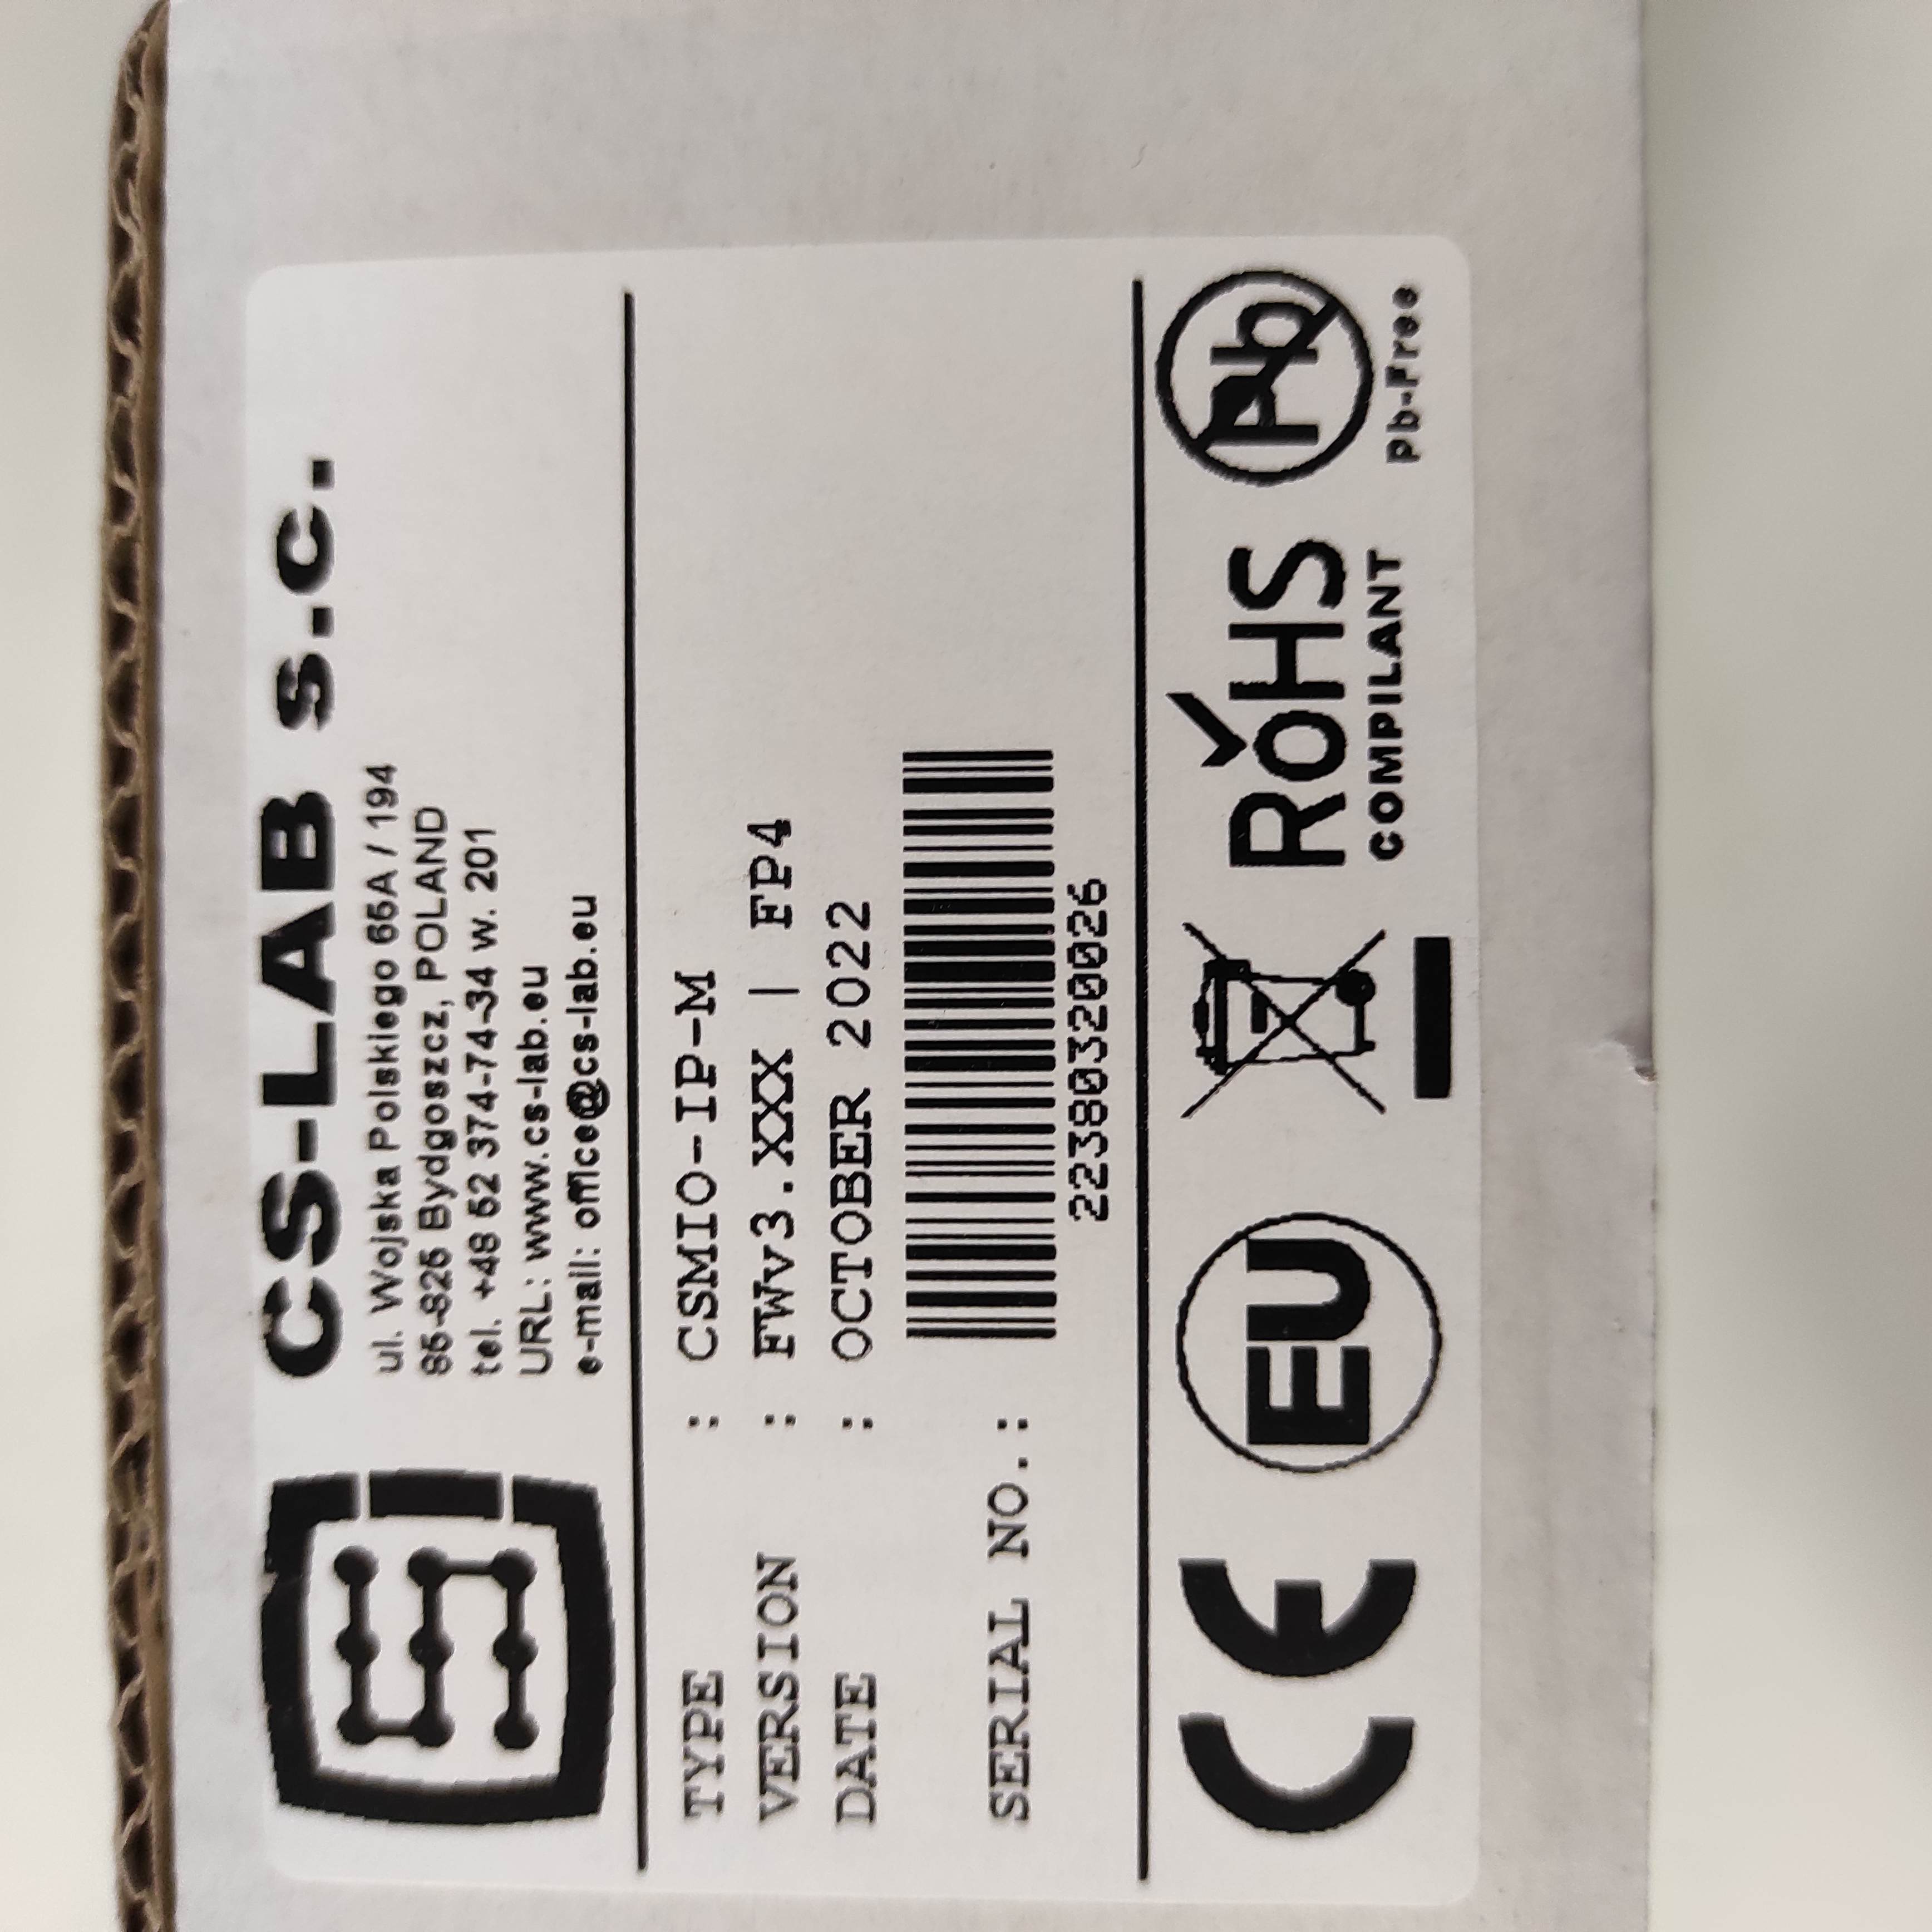 CS-LAB s.c.
ul. Wojska Polskiego 65A / 194
85-825 Bydgoszcz, POLAND
tel. +48 52 374-74-34 w. 201
URL: www.cs-lab.eu
e-mail: office@cs-lab.eu
TYPE : CSMIO-IP-M
VERSION : FWv3.XXX | FP4
DATE : OCTOBER 2022
SERIAL NO.:
22380320026
CE EU RoHS Pb
COMPILANT Pb-Free